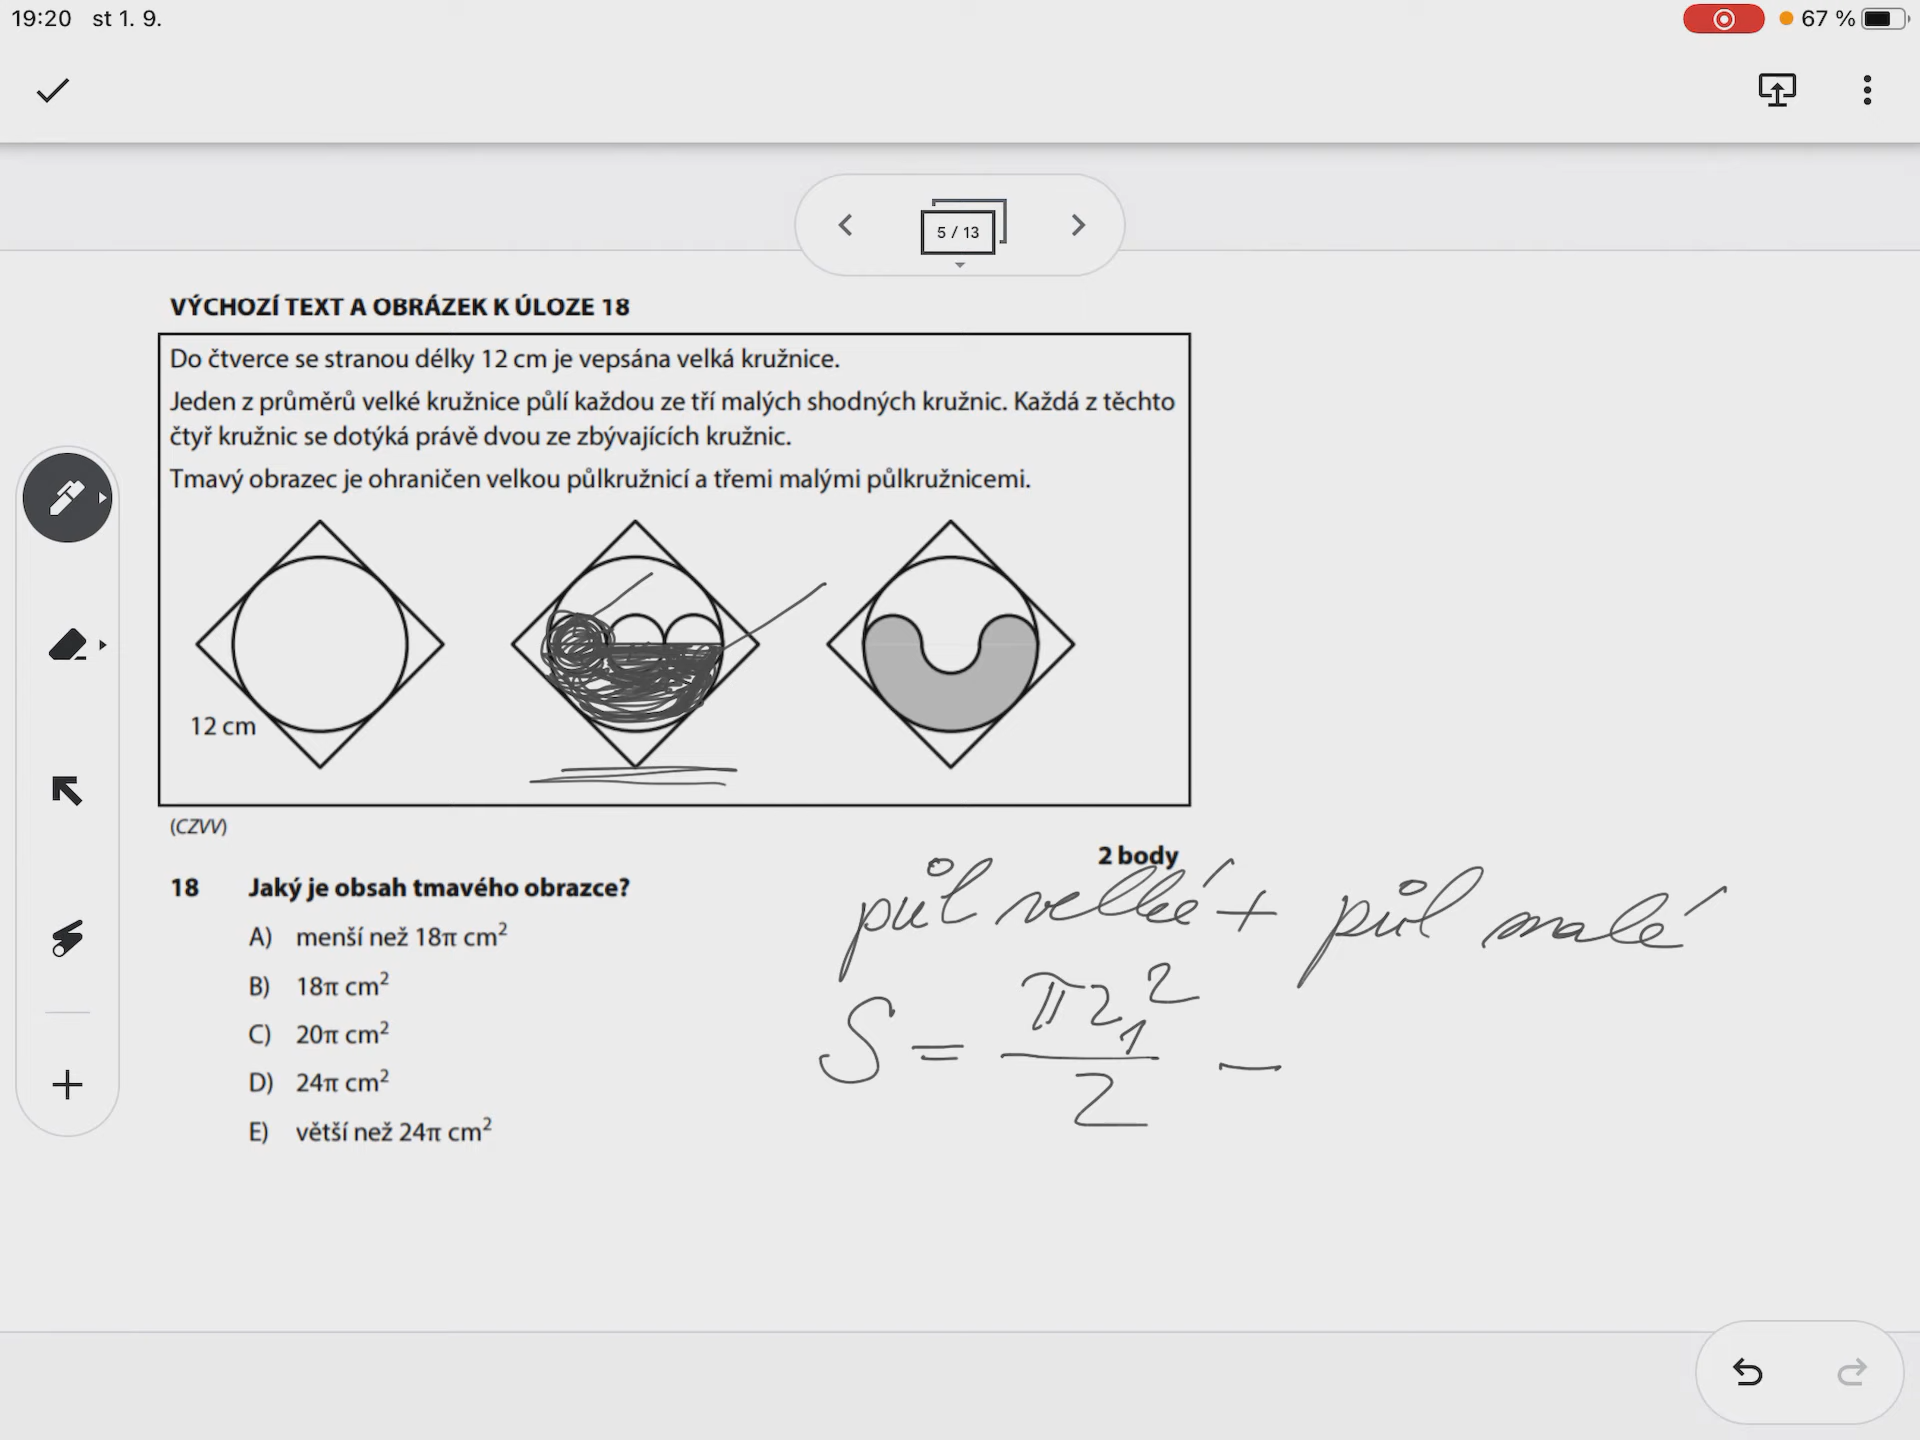 19:20 st 1. 9.
67 %
5 / 13
VÝCHOZÍ TEXT A OBRÁZEK K ÚLOZE 18
Do čtverce se stranou délky 12 cm je vepsána velká kružnice.
Jeden z průměrů velké kružnice půlí každou ze tří malých shodných kružnic. Každá z těchto
čtyř kružnic se dotýká právě dvou ze zbývajících kružnic.
Tmavý obrazec je ohraničen velkou půlkružnicí a třemi malými půlkružnicemi.
12 cm
(CZVV)
2 body
18 Jaký je obsah tmavého obrazce?
A) menší než 18π cm²
B) 18π cm²
C) 20π cm²
D) 24π cm²
E) větší než 24π cm²
půl velké + půl malé
S = πr₁²/2 −